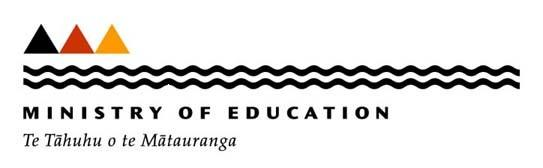 MINISTRY OF EDUCATION
Te Tāhuhu o te Mātauranga